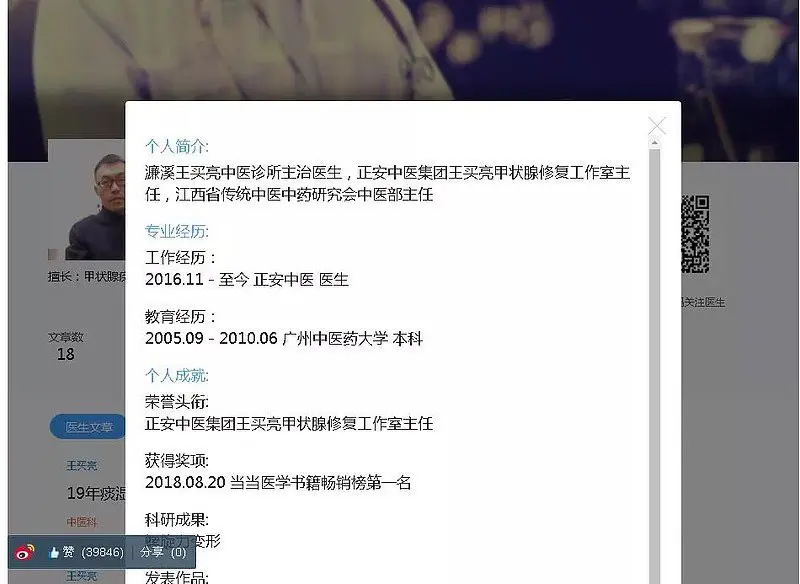 个人简介:
濂溪王买亮中医诊所主治医生，正安中医集团王买亮甲状腺修复工作室主
任，江西省传统中医中药研究会中医部主任
专业经历:
工作经历：
2016.11 - 至今 正安中医 医生
教育经历：
2005.09 - 2010.06 广州中医药大学 本科
个人成就:
荣誉头衔:
正安中医集团王买亮甲状腺修复工作室主任
获得奖项:
2018.08.20 当当医学书籍畅销榜第一名
科研成果:
变形
发表作品:
擅长：甲状腺疾
文章数
18
医生文章
王买亮
19年痰湿
中医科
赞 (39846)
分享 (0)
王买亮
关注医生